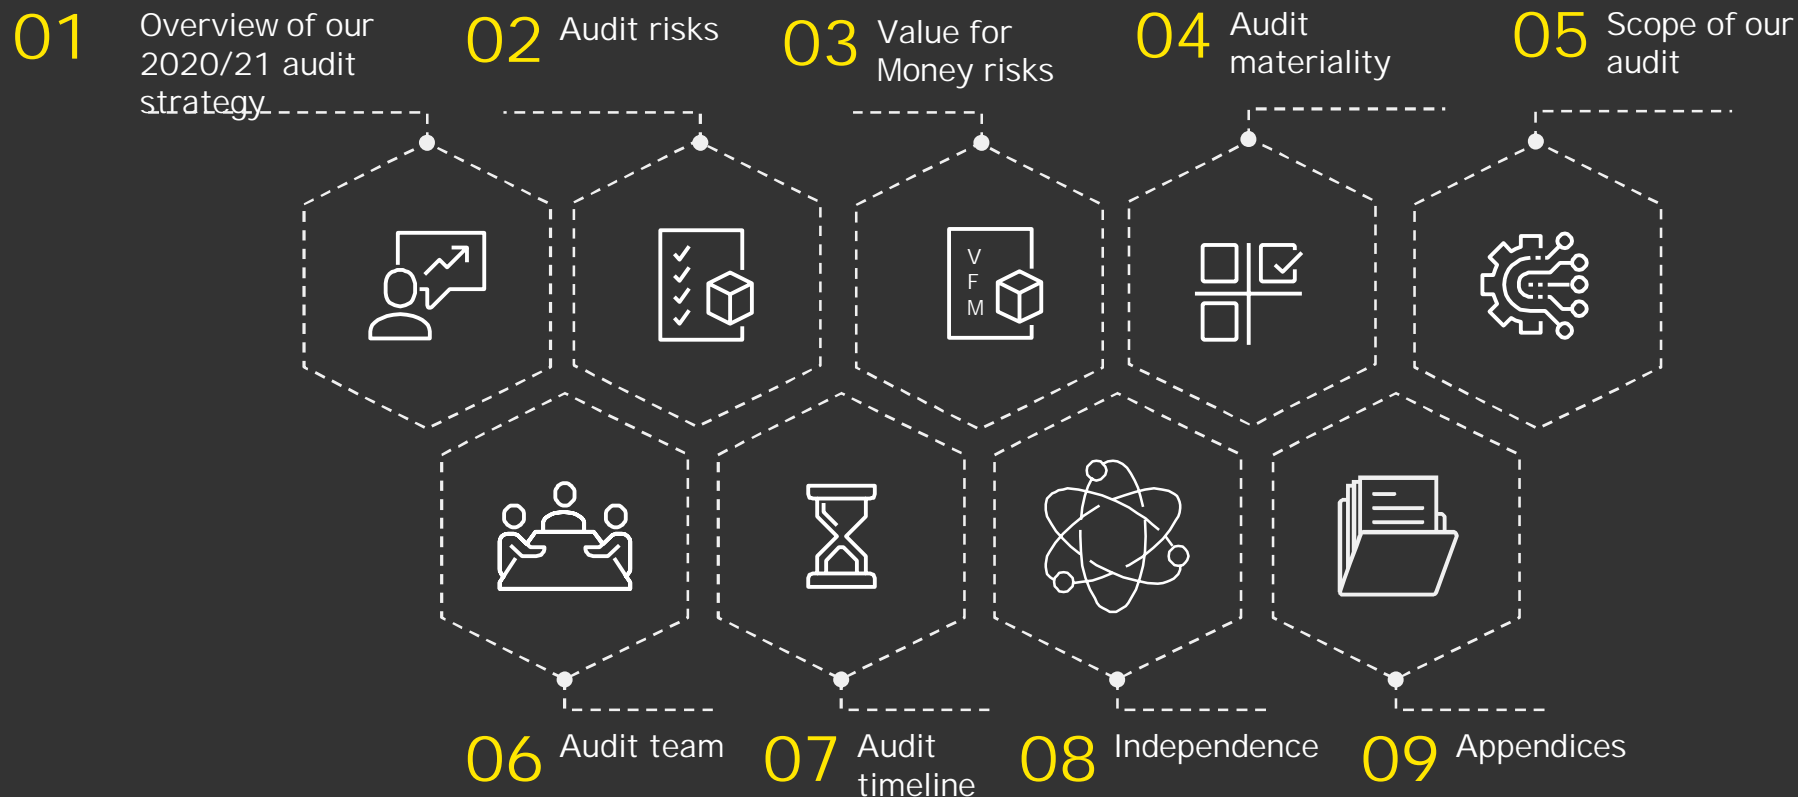 01
Overview of our
2020/21 audit
strategy
02
Audit risks
03
Value for
Money risks
04
Audit
materiality
05
Scope of our
audit
V
F
M
06
Audit team
07
Audit
timeline
08
Independence
09
Appendices